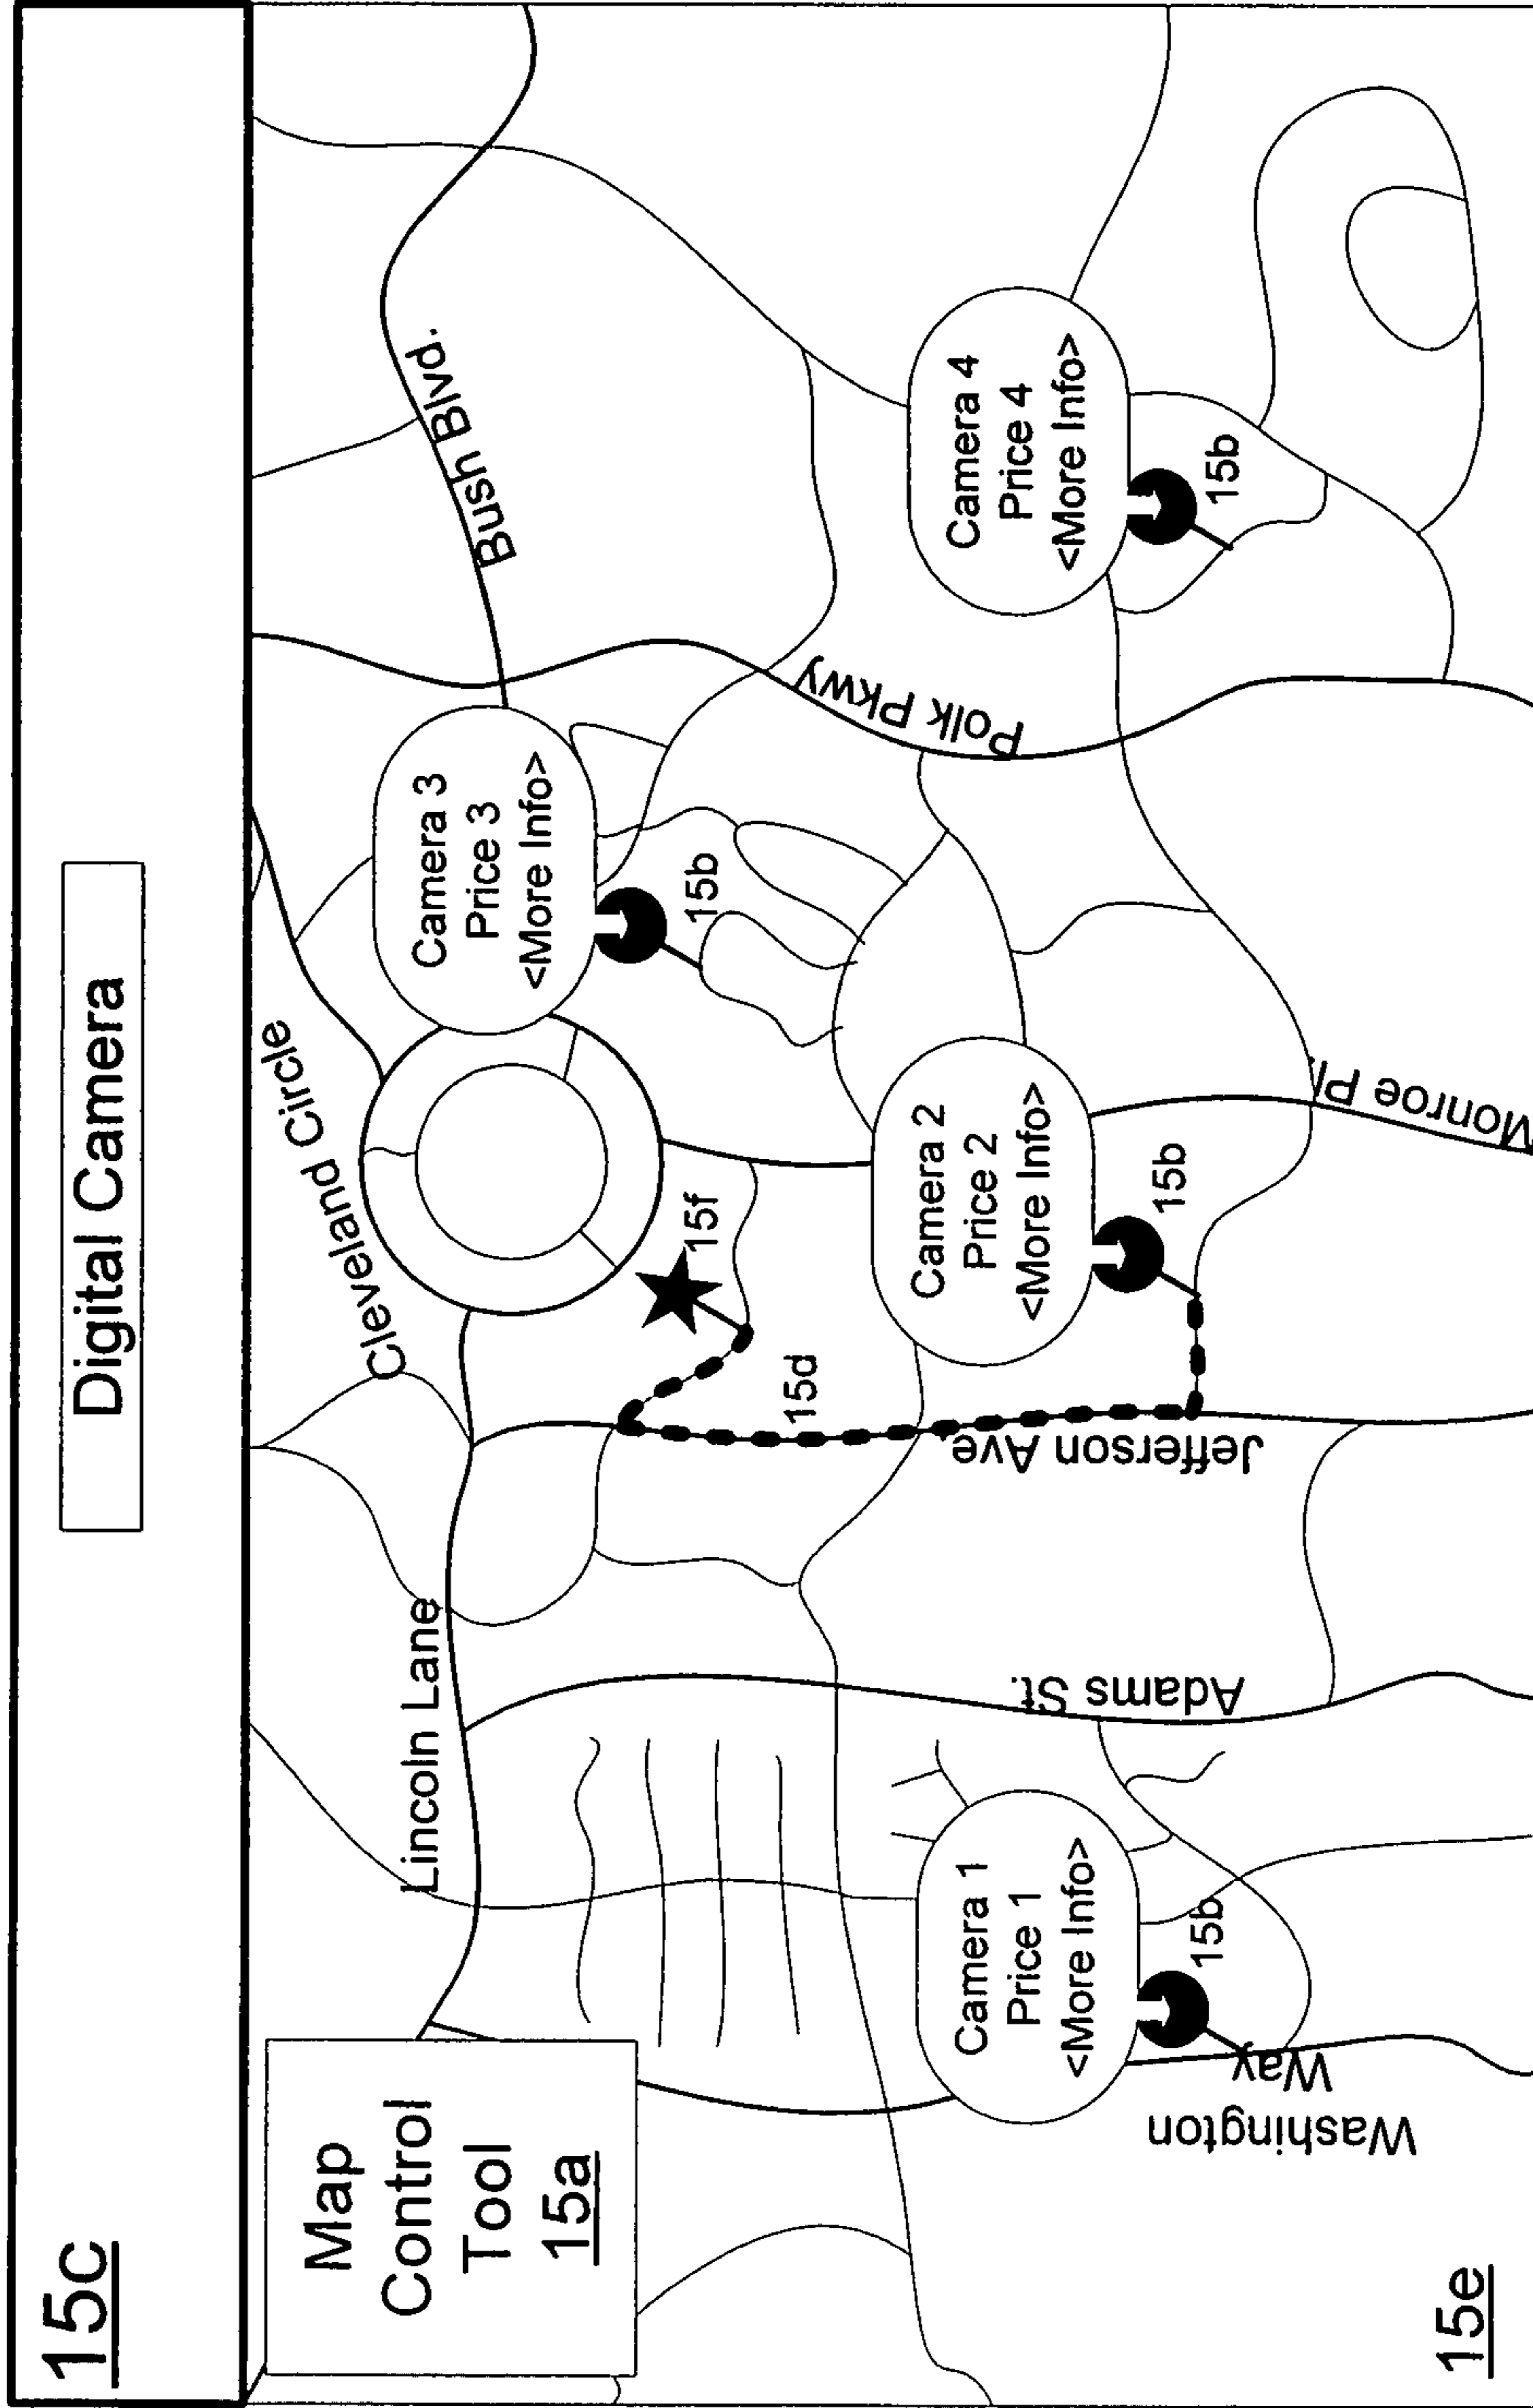 15c
Digital Camera
Map
Control
Tool
15a
Lincoln Lane
Cleveland Circle
Bush Blvd.
Camera 3
Price 3
<More Info>
15b
15f
15d
Polk Pkwy
Camera 1
Price 1
<More Info>
15b
Camera 2
Price 2
<More Info>
15b
Camera 4
Price 4
<More Info>
15b
Washington
Way
Adams St.
Jefferson Ave.
Monroe Pl.
15e